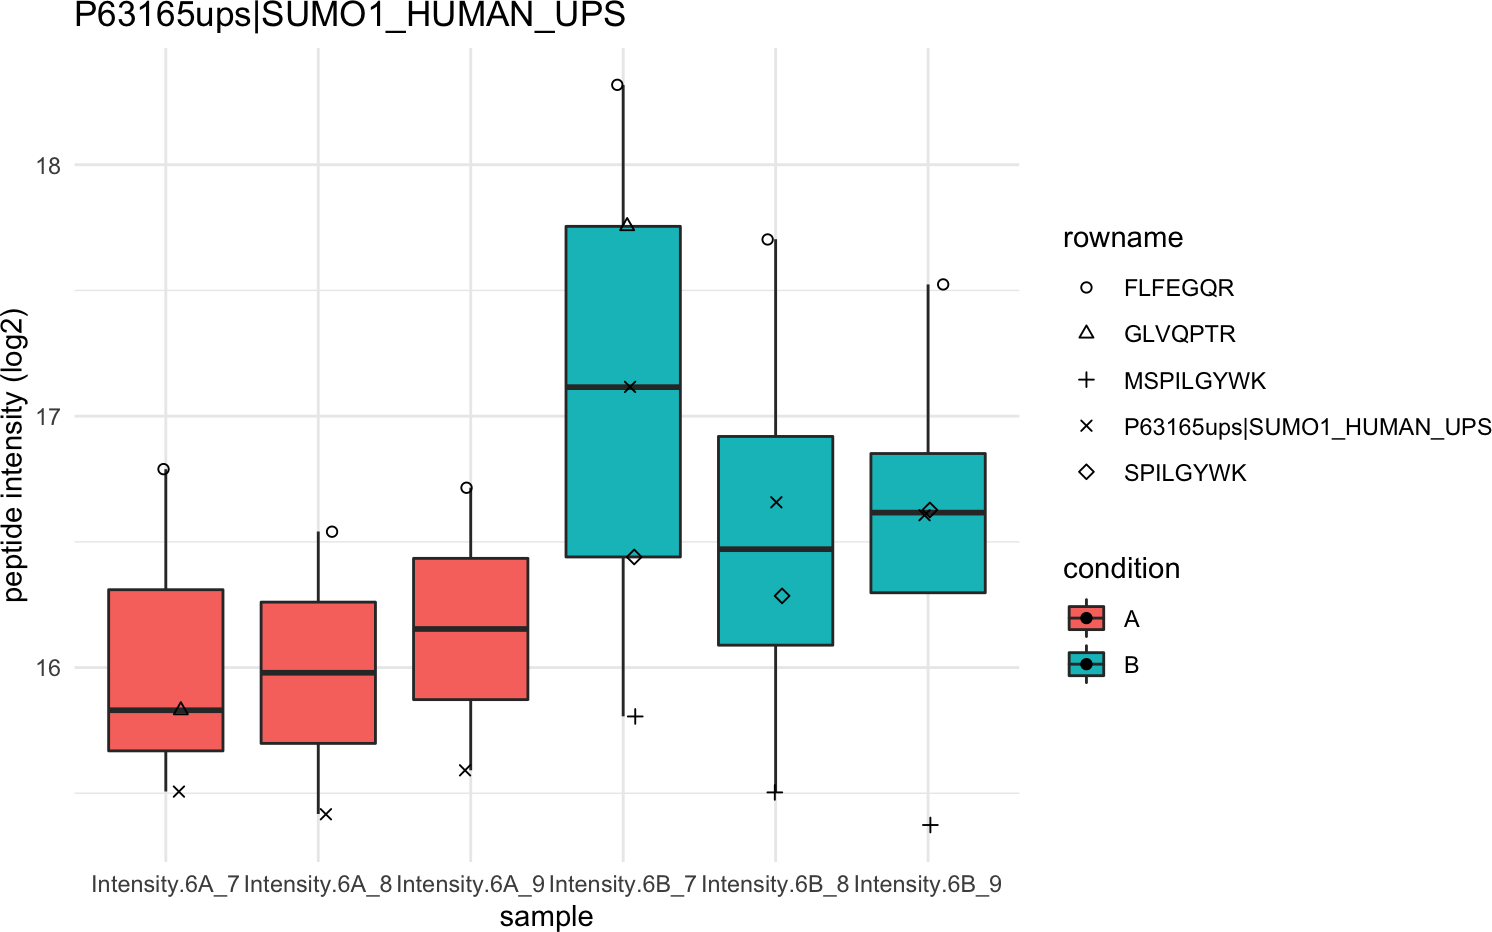 P63165ups|SUMO1_HUMAN_UPS
peptide intensity (log2)
18
17
16
Intensity.6A_7 Intensity.6A_8 Intensity.6A_9 Intensity.6B_7 Intensity.6B_8 Intensity.6B_9
sample
rowname
FLFEGQR
GLVQPTR
MSPILGYWK
P63165ups|SUMO1_HUMAN_UPS
SPILGYWK
condition
A
B